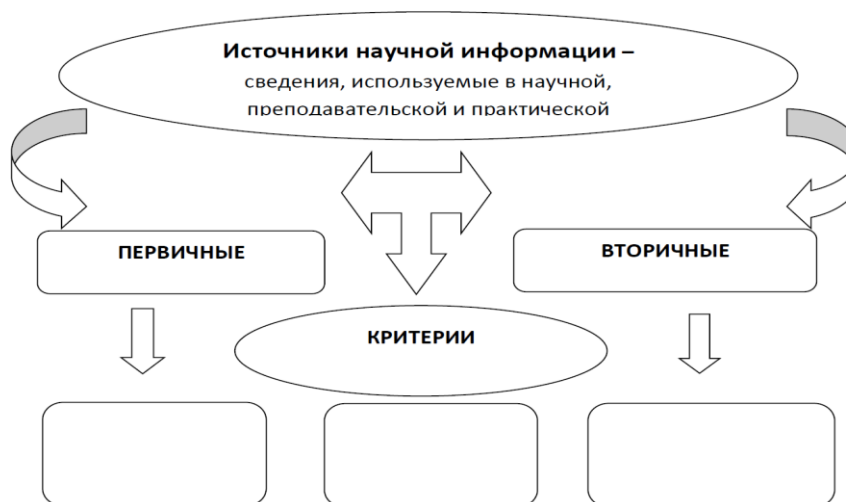 Источники научной информации –
сведения, используемые в научной,
преподавательской и практической
ПЕРВИЧНЫЕ
ВТОРИЧНЫЕ
КРИТЕРИИ